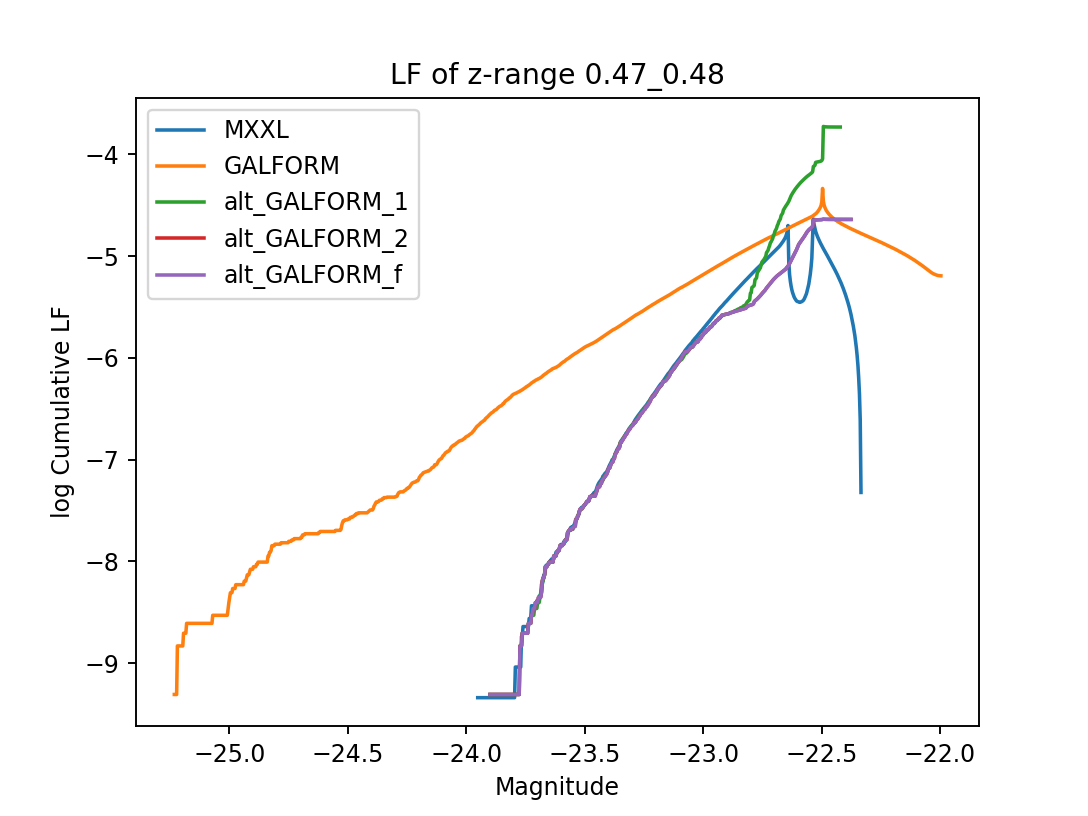 LF of z-range 0.47_0.48
MXXL
GALFORM
alt_GALFORM_1
alt_GALFORM_2
alt_GALFORM_f
log Cumulative LF
−4
−5
−6
−7
−8
−9
−25.0 −24.5 −24.0 −23.5 −23.0 −22.5 −22.0
Magnitude